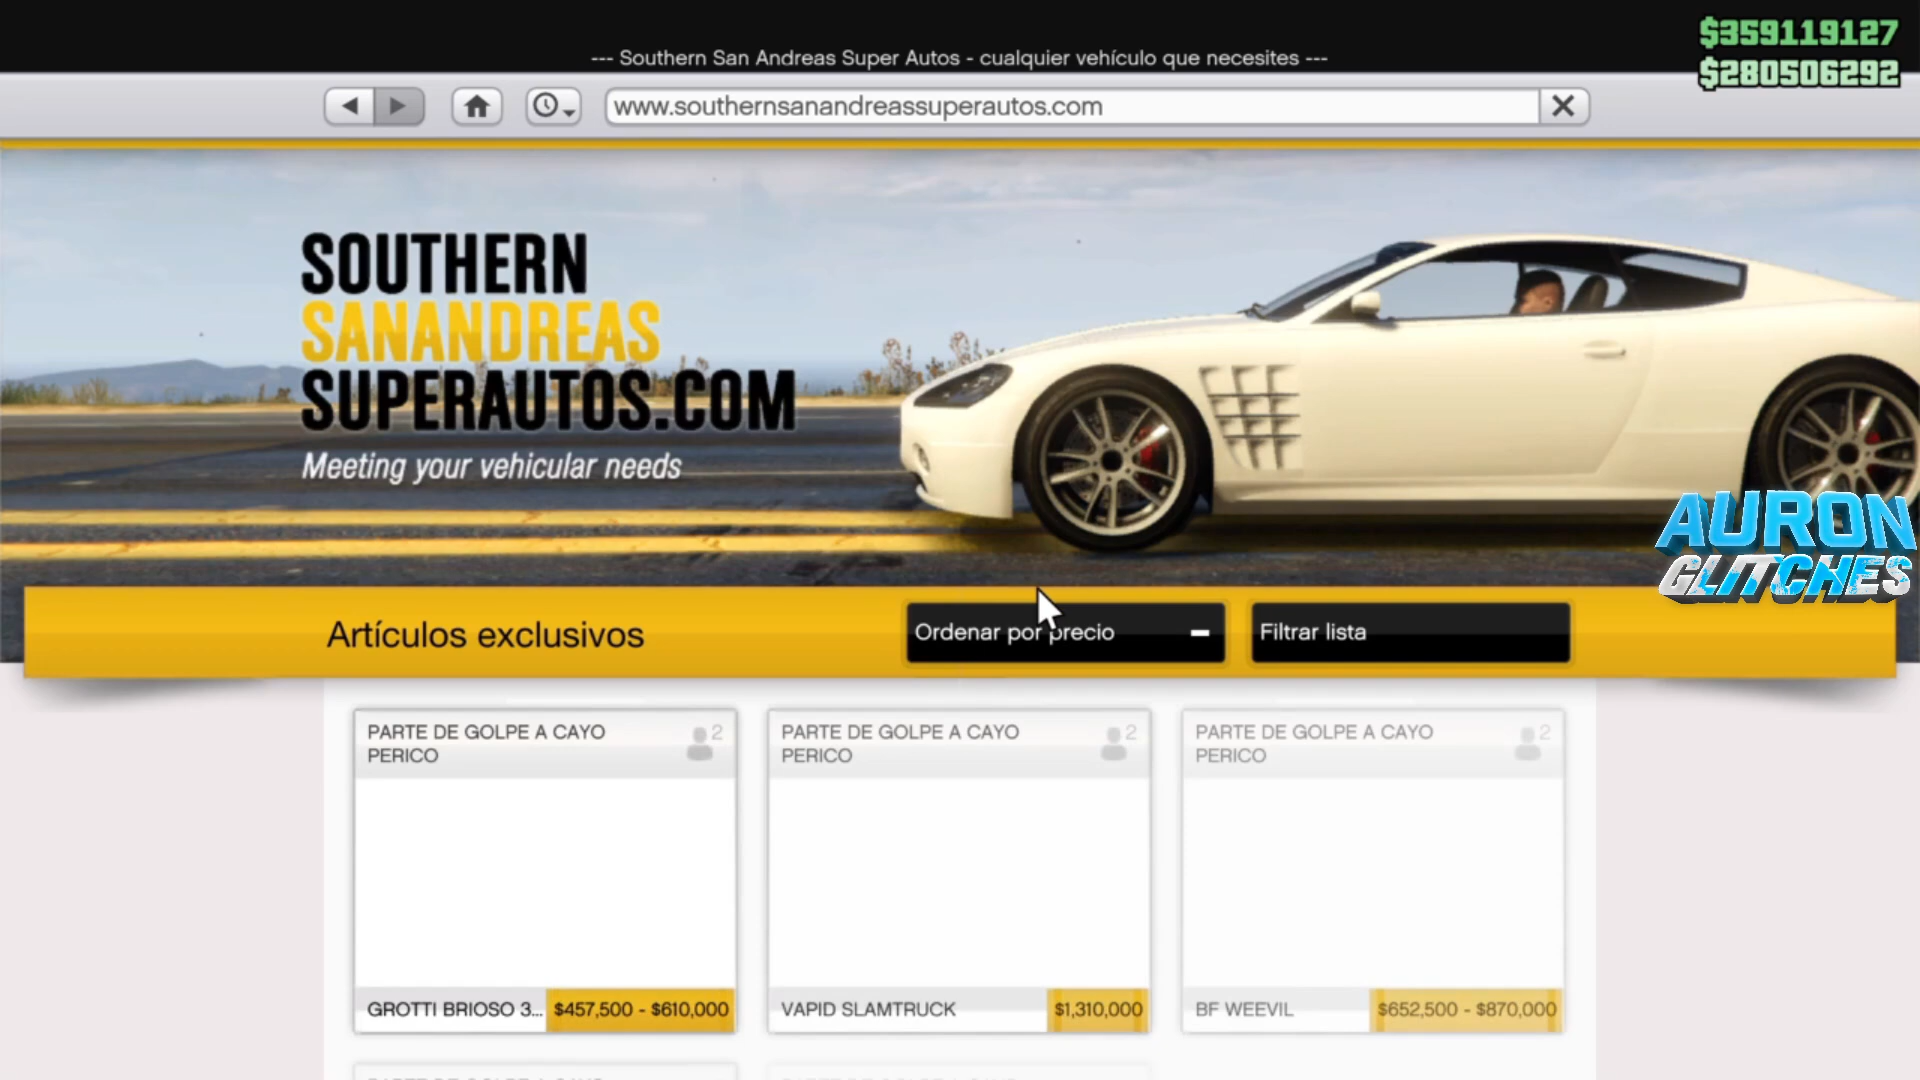 $359119127
--- Southern San Andreas Super Autos - cualquier vehículo que necesites ---
$280506292
www.southernsanandreassuperautos.com
SOUTHERN
SANANDREAS
SUPERAUTOS.COM
Meeting your vehicular needs
AURON
GLITCHES
Artículos exclusivos
Ordenar por precio
Filtrar lista
PARTE DE GOLPE A CAYO
PERICO
2
PARTE DE GOLPE A CAYO
PERICO
2
PARTE DE GOLPE A CAYO
PERICO
2
GROTTI BRIOSO 3...
$457,500 - $610,000
VAPID SLAMTRUCK
$1,310,000
BF WEEVIL
$652,500 - $870,000